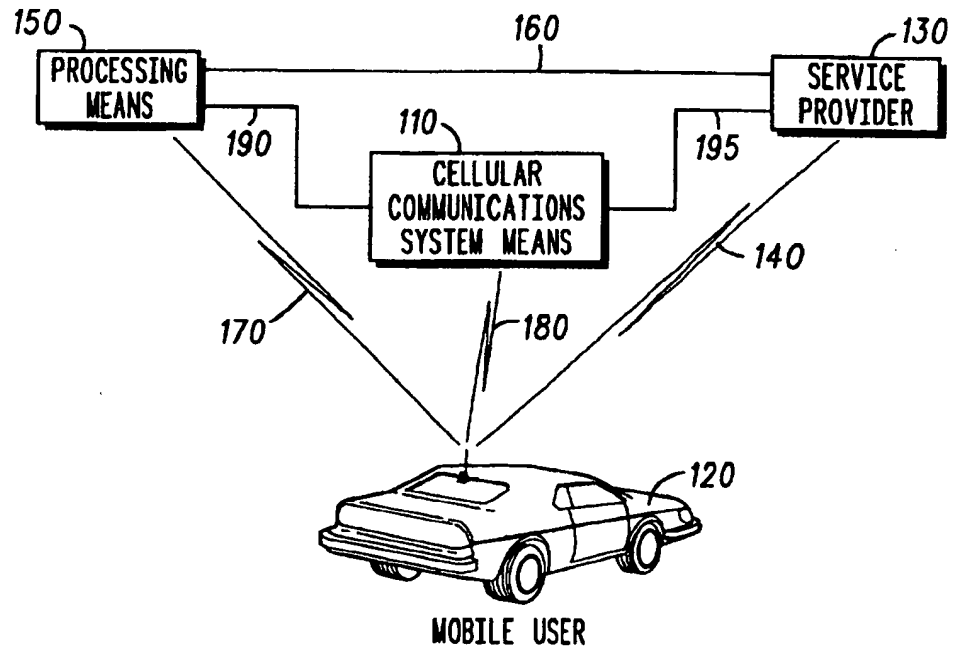 150
160
130
PROCESSING
MEANS
SERVICE
PROVIDER
190
110
195
CELLULAR
COMMUNICATIONS
SYSTEM MEANS
140
170
180
120
MOBILE USER